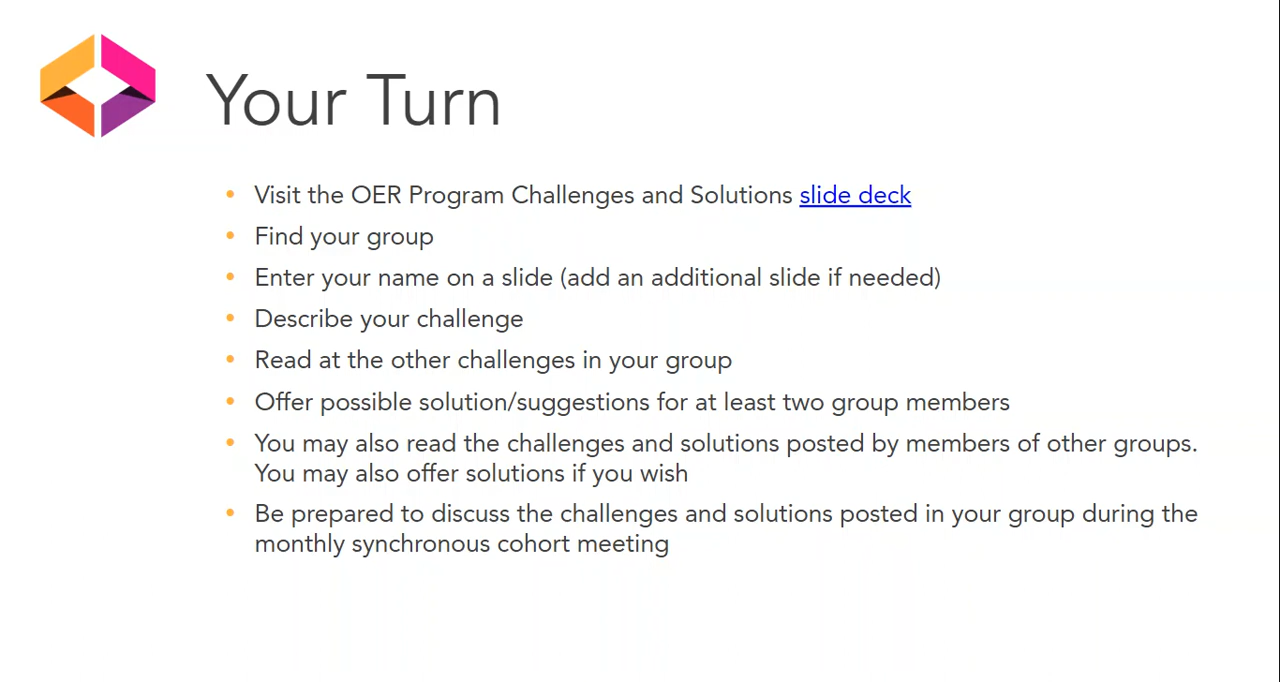 Your Turn
• Visit the OER Program Challenges and Solutions slide deck
• Find your group
• Enter your name on a slide (add an additional slide if needed)
• Describe your challenge
• Read at the other challenges in your group
• Offer possible solution/suggestions for at least two group members
• You may also read the challenges and solutions posted by members of other groups.
You may also offer solutions if you wish
• Be prepared to discuss the challenges and solutions posted in your group during the
monthly synchronous cohort meeting